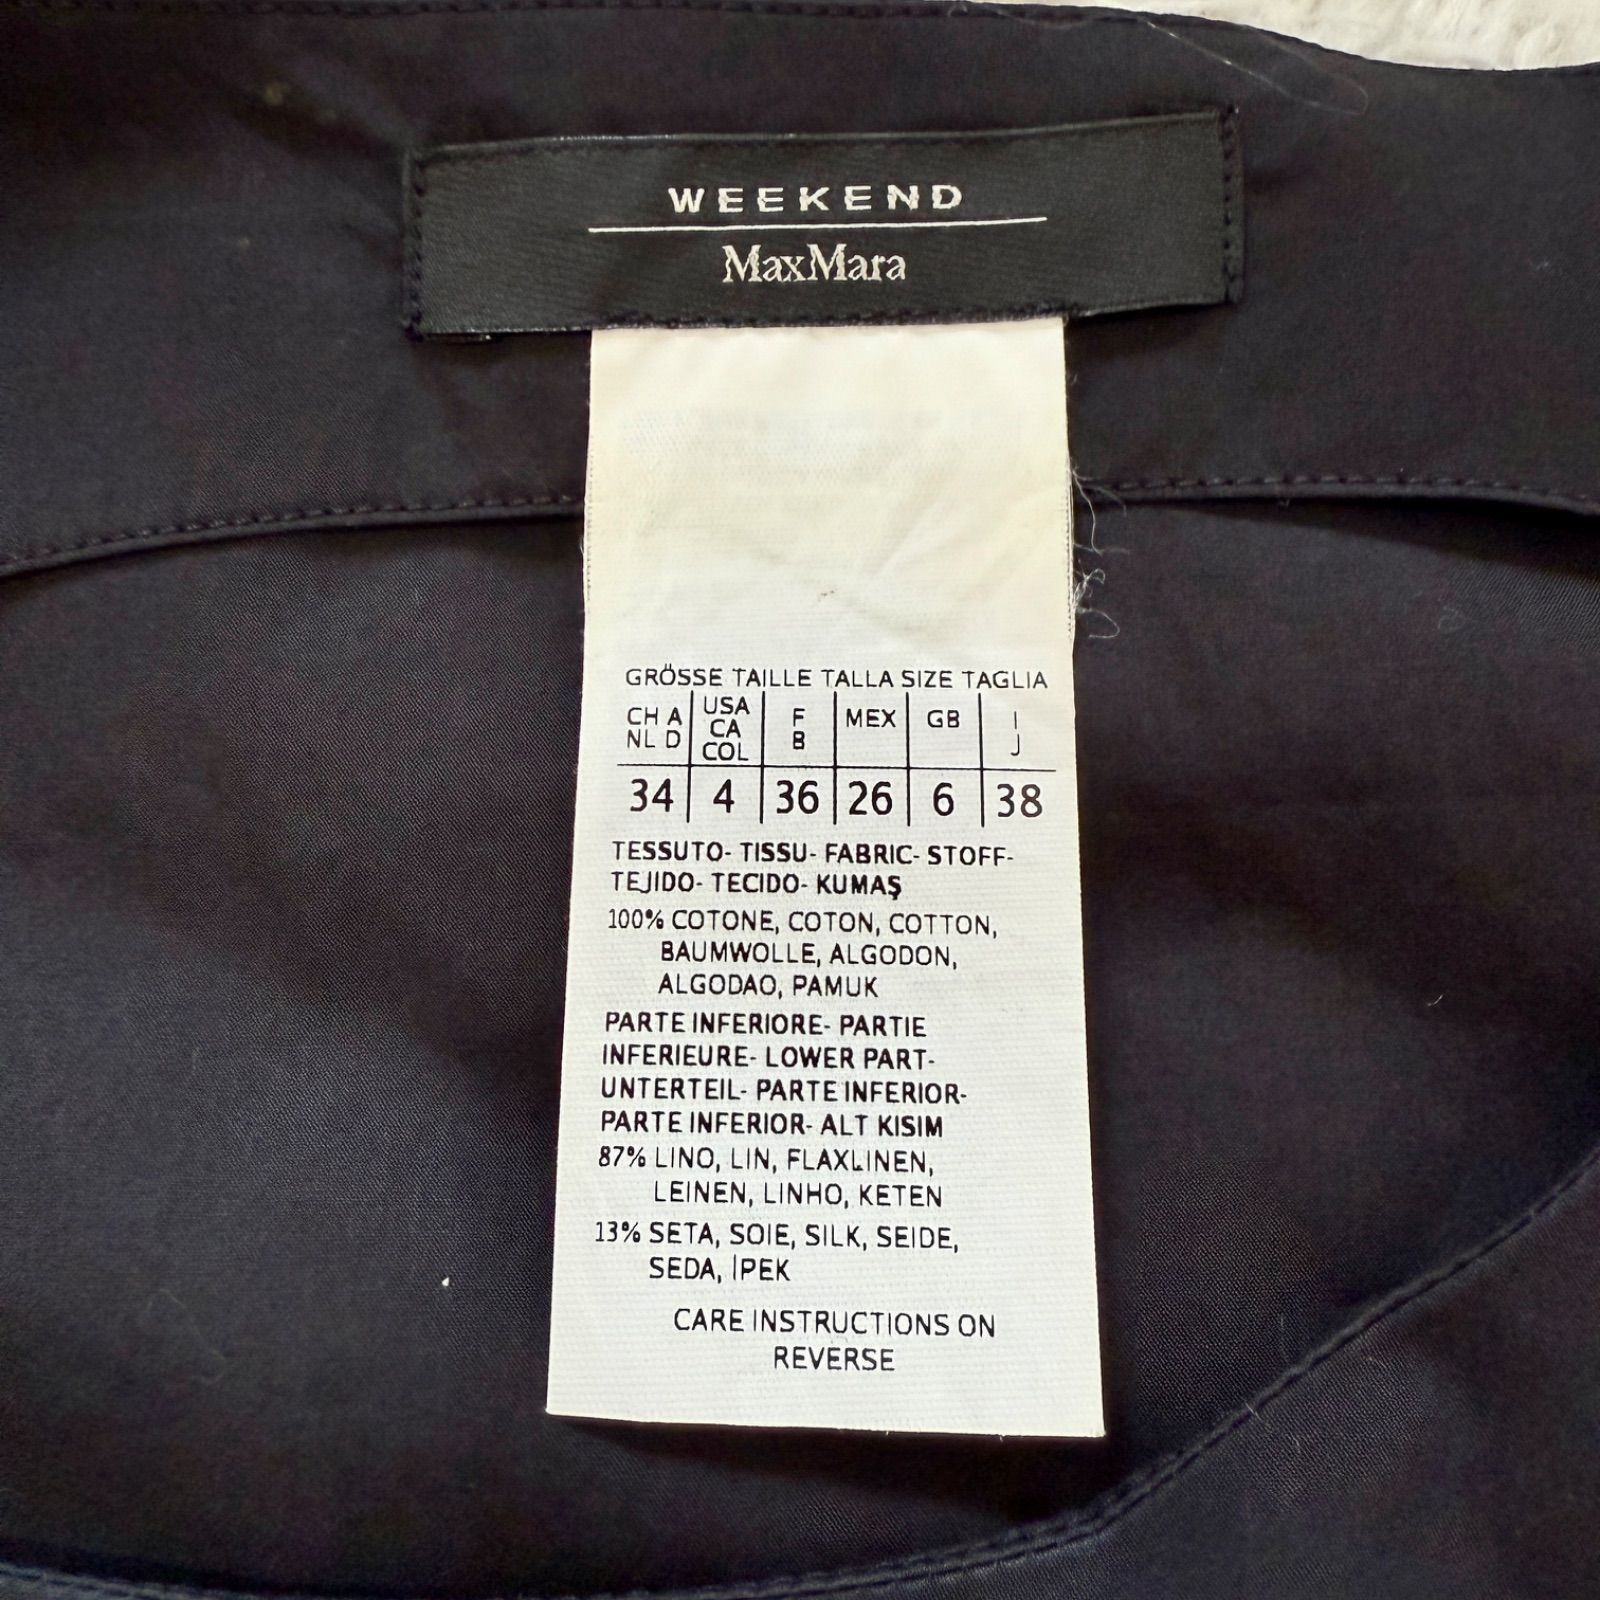 WEEKEND
MaxMara
GRÖSSE TAILLE TALLA SIZE TAGLIA
CH A NL D | USA CA COL | F B | MEX | GB | I J
34 | 4 | 36 | 26 | 6 | 38
TESSUTO- TISSU- FABRIC- STOFF-
TEJIDO- TECIDO- KUMAŞ
100% COTONE, COTON, COTTON,
BAUMWOLLE, ALGODON,
ALGODAO, PAMUK
PARTE INFERIORE- PARTIE
INFERIEURE- LOWER PART-
UNTERTEIL- PARTE INFERIOR-
PARTE INFERIOR- ALT KISIM
87% LINO, LIN, FLAXLINEN,
LEINEN, LINHO, KETEN
13% SETA, SOIE, SILK, SEIDE,
SEDA, İPEK
CARE INSTRUCTIONS ON
REVERSE